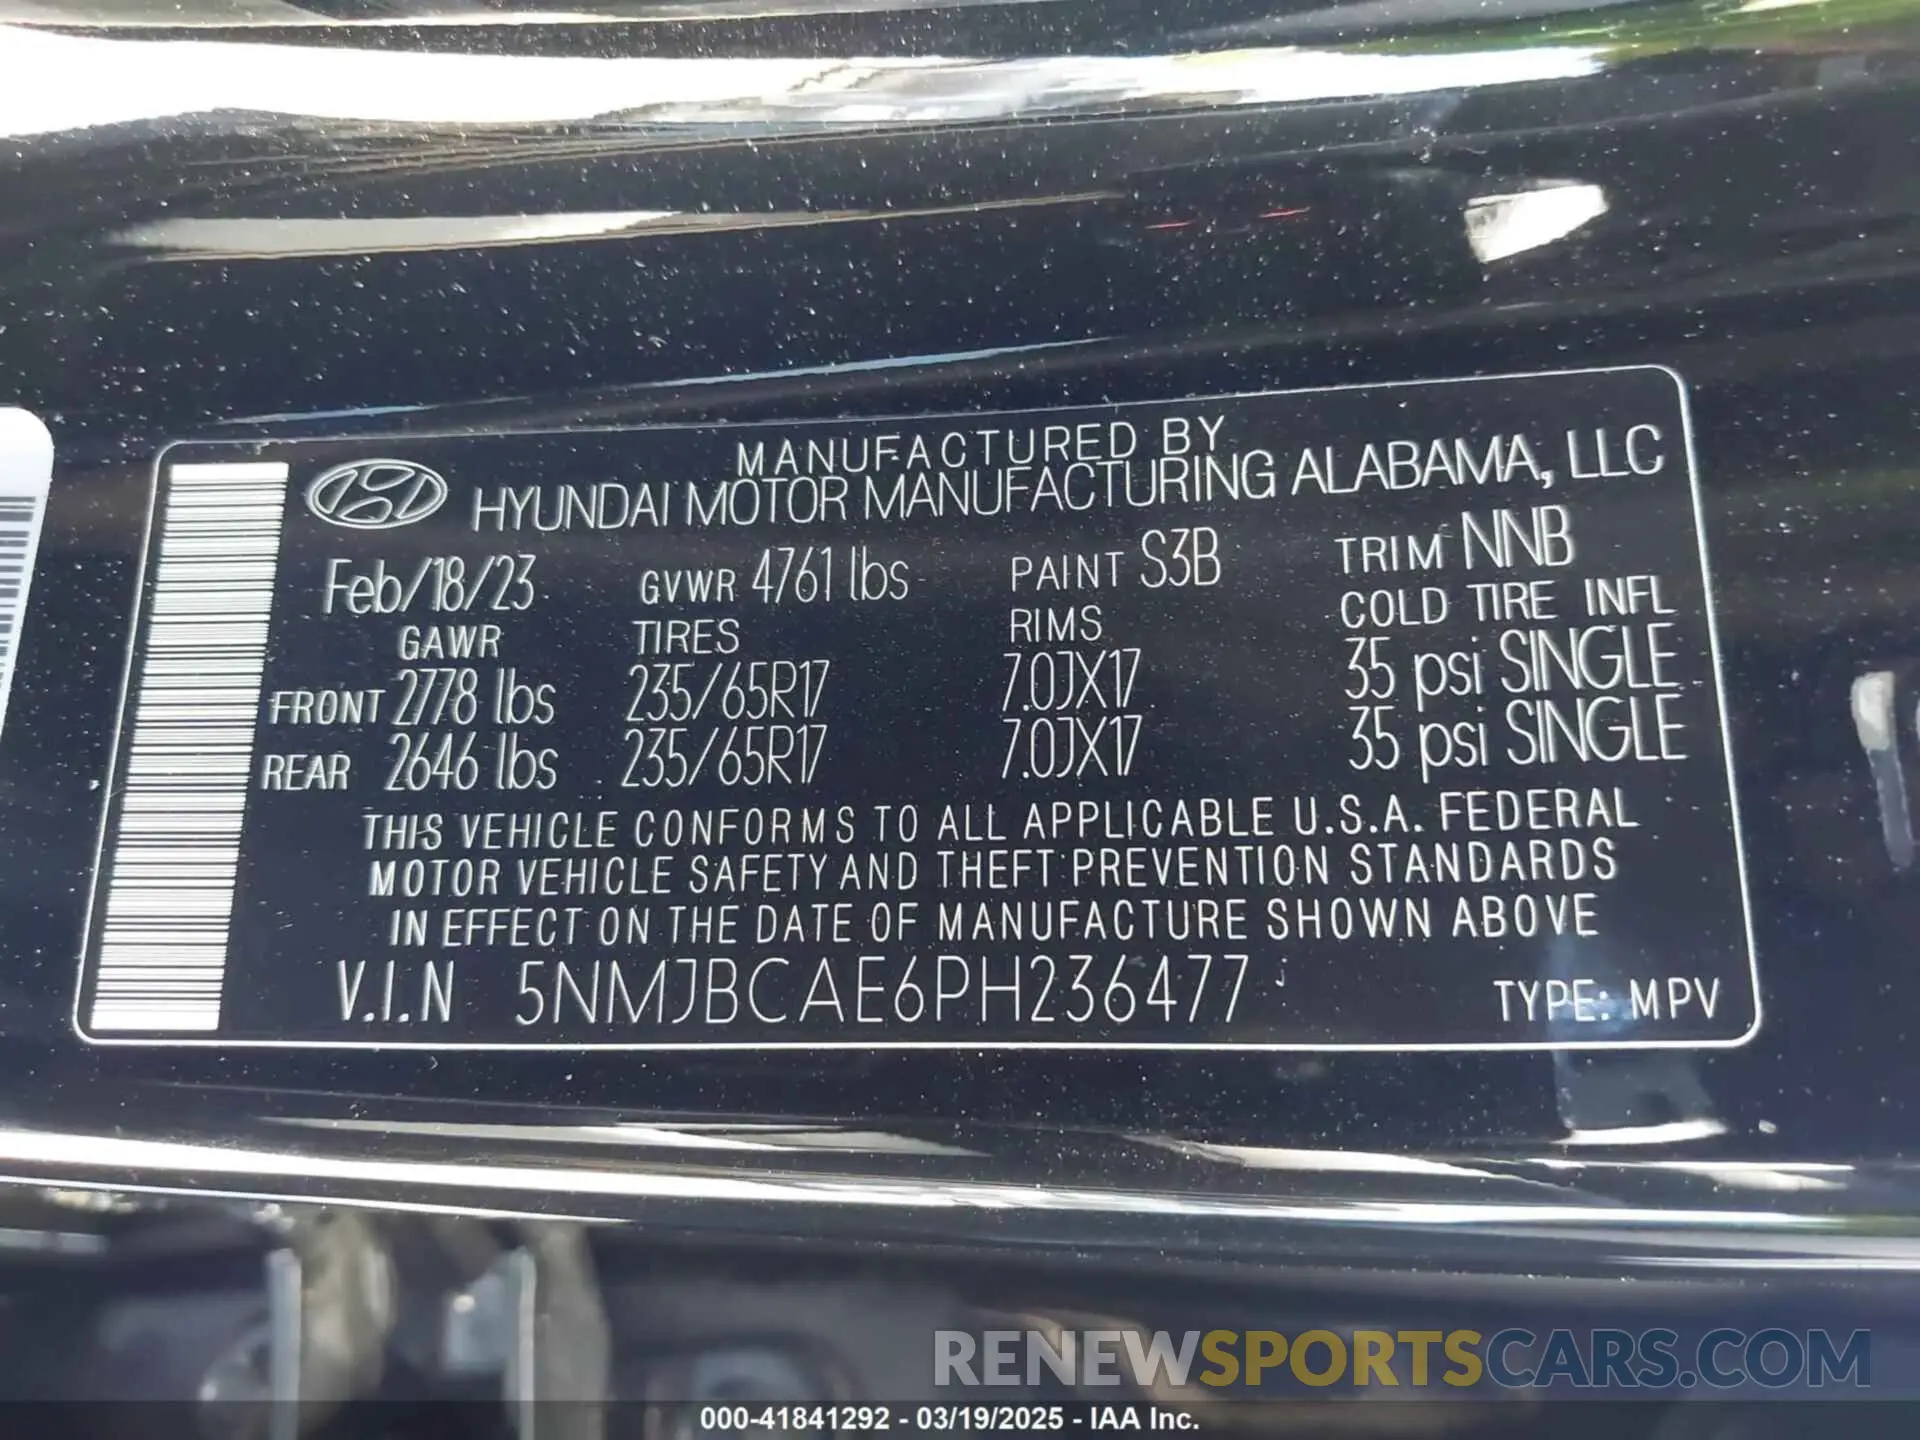 MANUFACTURED BY
HYUNDAI MOTOR MANUFACTURING ALABAMA, LLC
Feb/18/23 GVWR 4761 lbs PAINT S3B TRIM NNB
GAWR TIRES RIMS COLD TIRE INFL
FRONT 2778 lbs 235/65R17 7.0JX17 35 psi SINGLE
REAR 2646 lbs 235/65R17 7.0JX17 35 psi SINGLE
THIS VEHICLE CONFORMS TO ALL APPLICABLE U.S.A. FEDERAL
MOTOR VEHICLE SAFETY AND THEFT PREVENTION STANDARDS
IN EFFECT ON THE DATE OF MANUFACTURE SHOWN ABOVE
V.I.N 5NMJBCAE6PH236477 TYPE: MPV
RENEWSPORTSCARS.COM
000-41841292 - 03/19/2025 - IAA Inc.